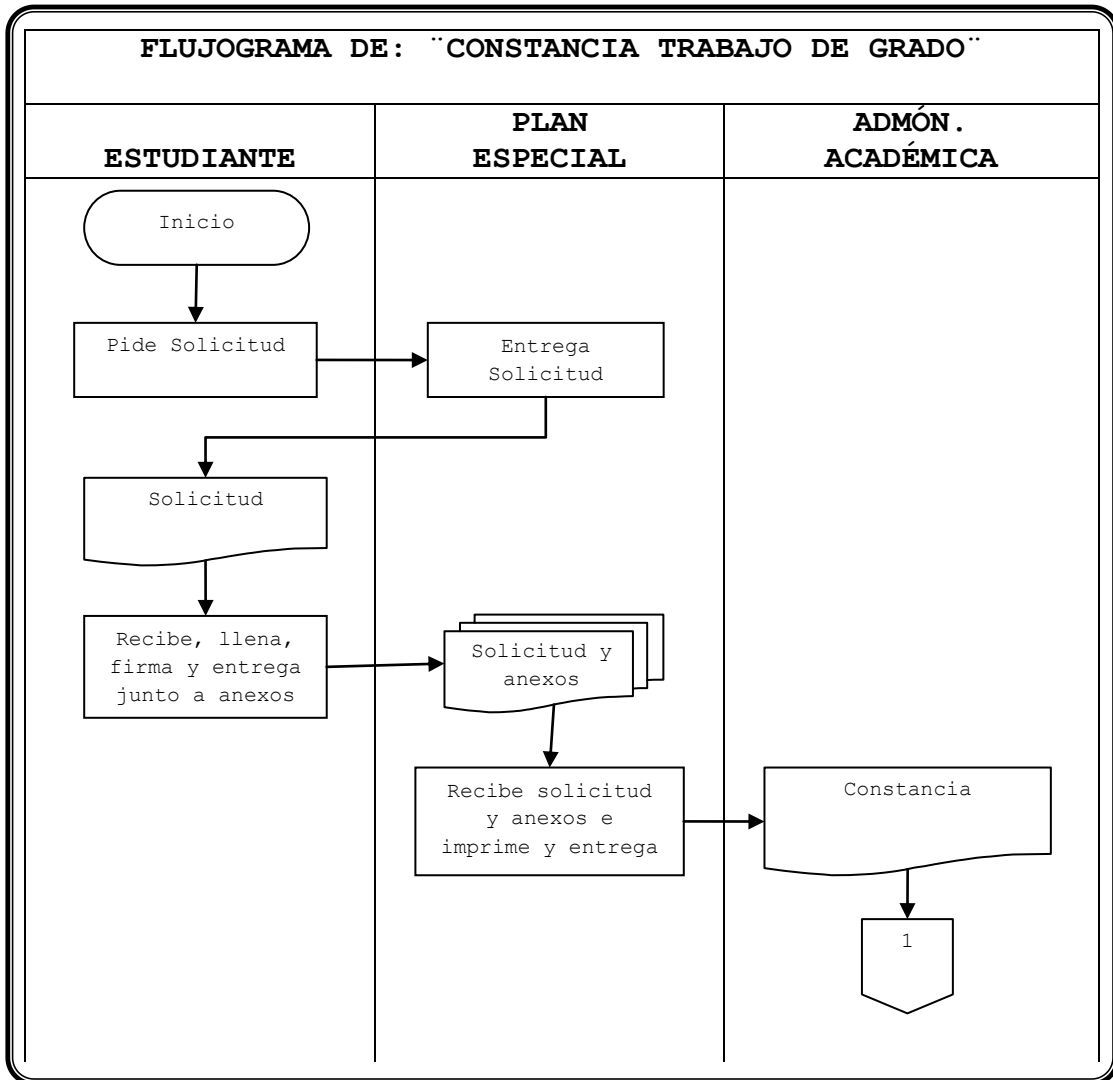 FLUJOGRAMA DE: ¨CONSTANCIA TRABAJO DE GRADO¨
ESTUDIANTE
PLAN
ESPECIAL
ADMÓN.
ACADÉMICA
Inicio
Pide Solicitud
Entrega
Solicitud
Solicitud
Recibe, llena,
firma y entrega
junto a anexos
Solicitud y
anexos
Recibe solicitud
y anexos e
imprime y entrega
Constancia
1